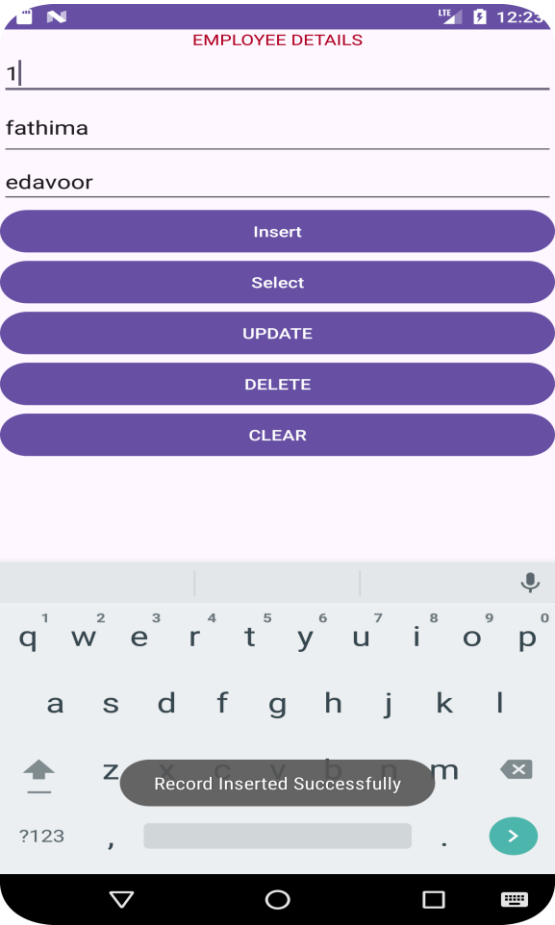 LTE 12:23
EMPLOYEE DETAILS
1
fathima
edavoor
Insert
Select
UPDATE
DELETE
CLEAR
1 2 3 4 5 6 7 8 9 0
q w e r t y u i o p
a s d f g h j k l
z x c v b n m
Record Inserted Successfully
?123 , .